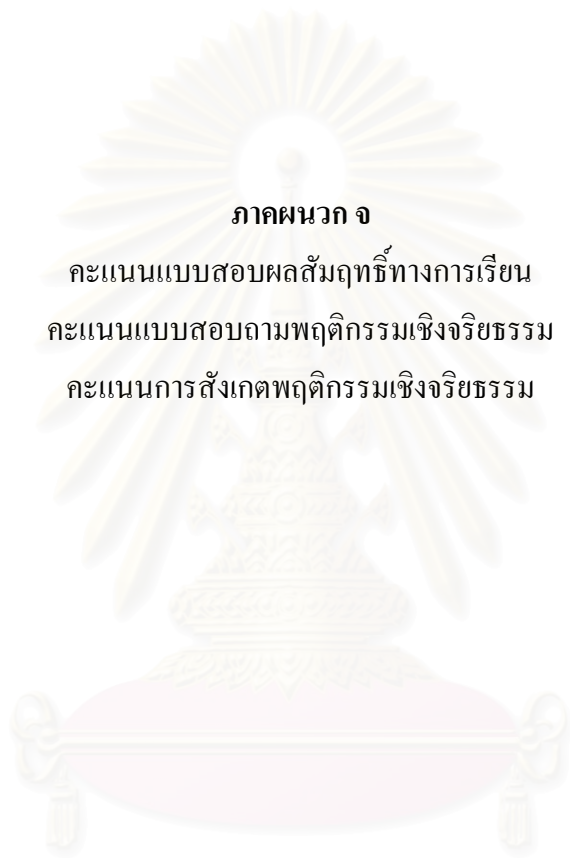 ภาคผนวก จ
คะแนนแบบสอบผลสัมฤทธิ์ทางการเรียน
คะแนนแบบสอบถามพฤติกรรมเชิงจริยธรรม
คะแนนการสังเกตพฤติกรรมเชิงจริยธรรม